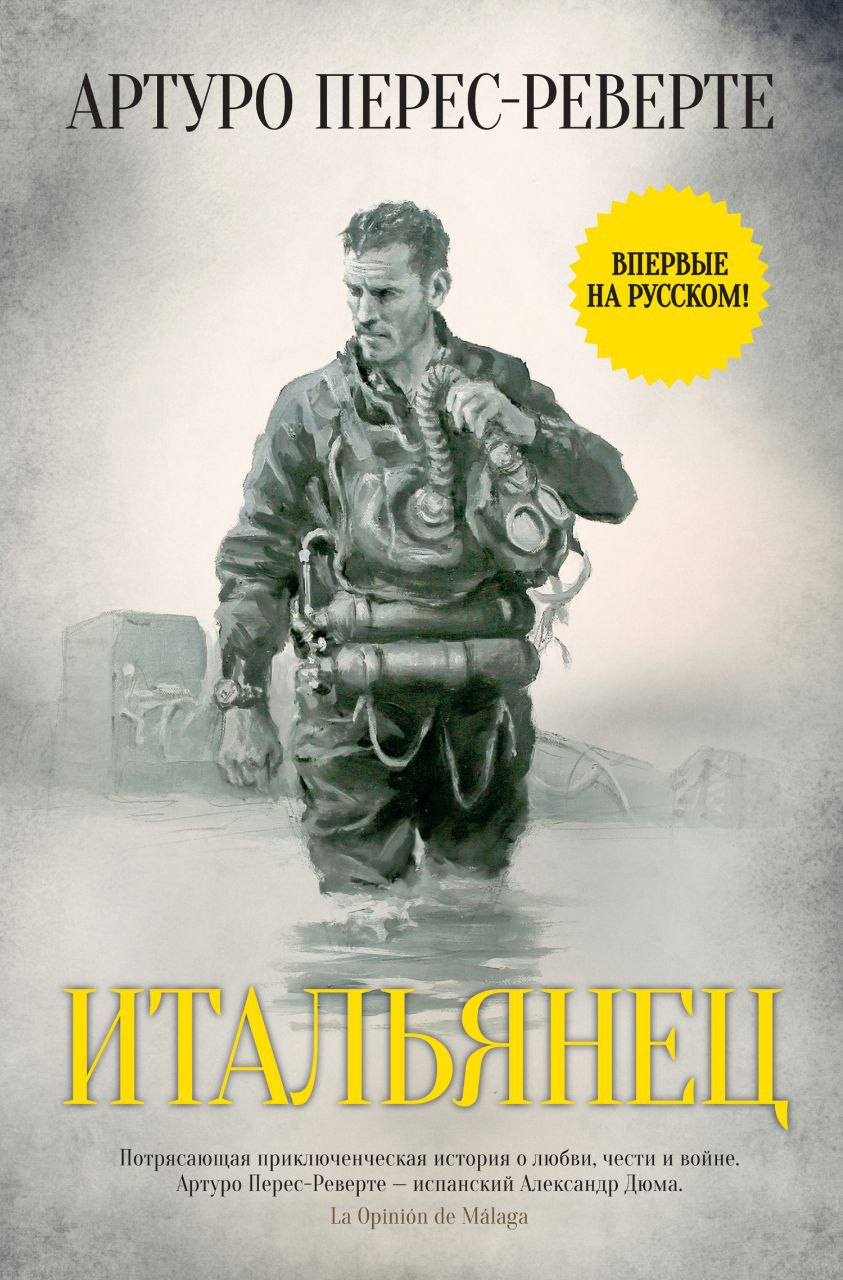 АРТУРО ПЕРЕС-РЕВЕРТЕ
ВПЕРВЫЕ
НА РУССКОМ!
ИТАЛЬЯНЕЦ
Потрясающая приключенческая история о любви, чести и войне.
Артуро Перес-Реверте — испанский Александр Дюма.
La Opinión de Málaga